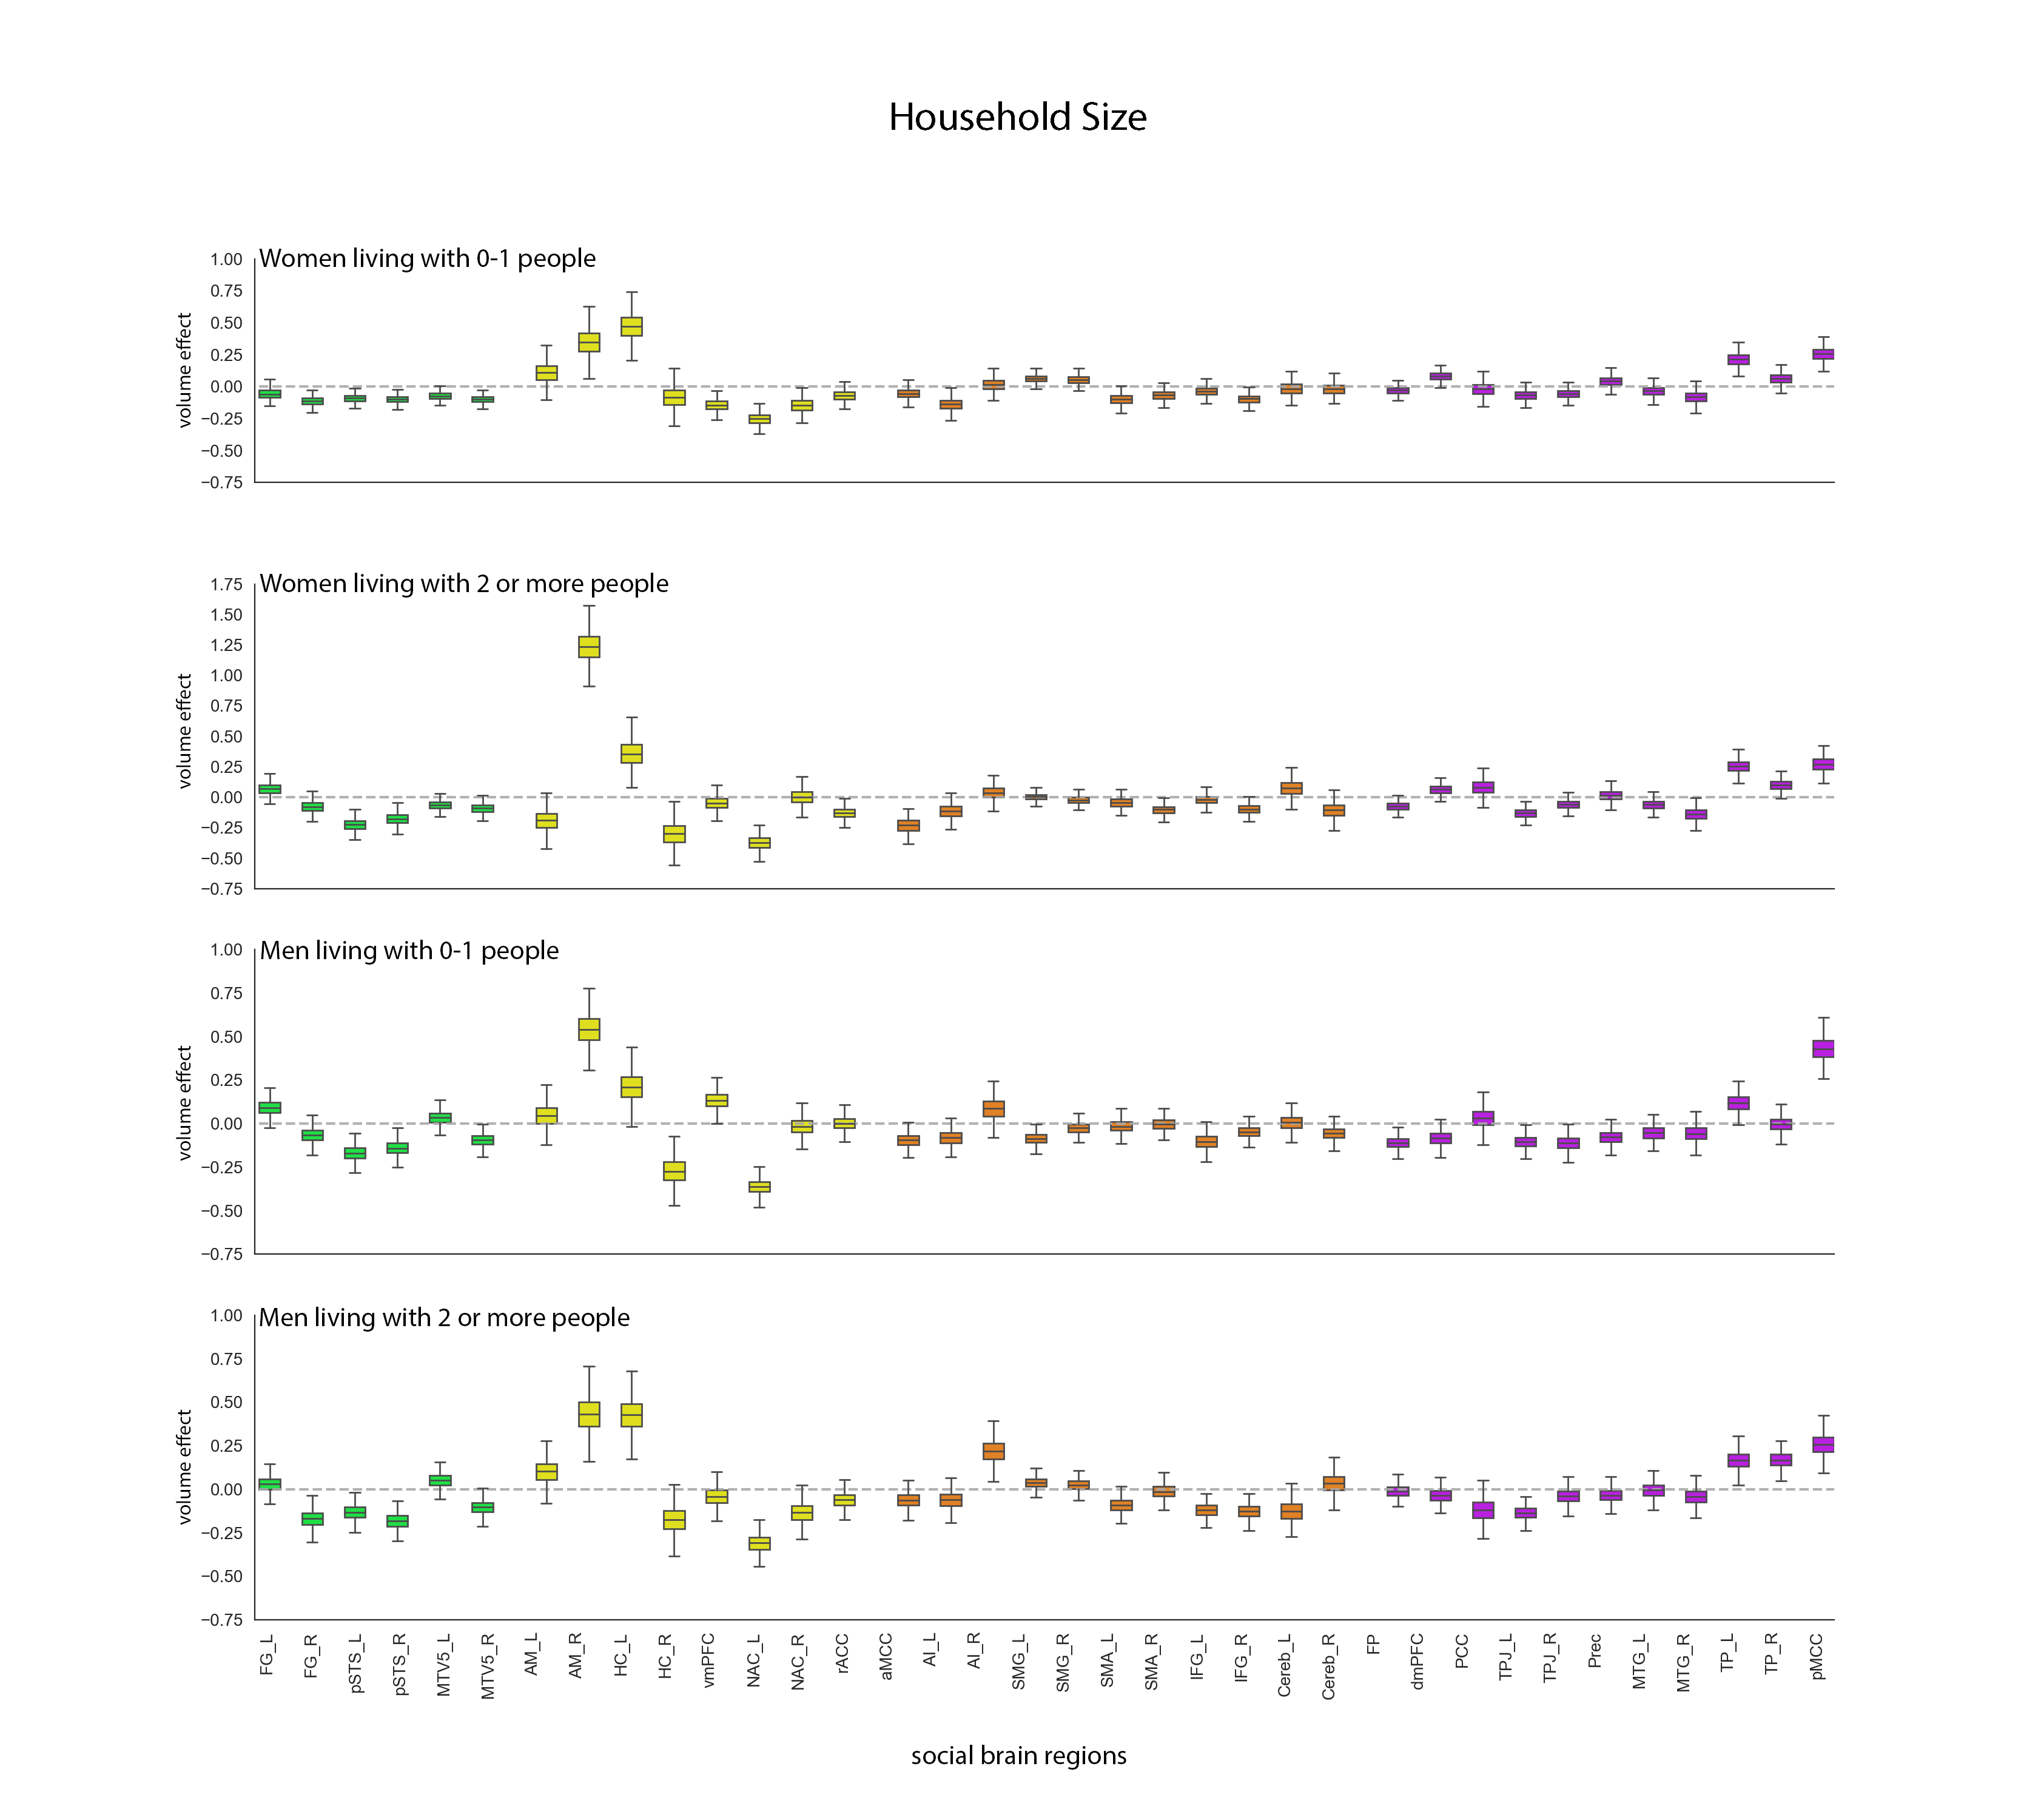 Household Size
Women living with 0-1 people
1.00
0.75
0.50
0.25
0.00
−0.25
−0.50
−0.75
volume effect
Women living with 2 or more people
1.75
1.50
1.25
1.00
0.75
0.50
0.25
0.00
−0.25
−0.50
−0.75
volume effect
Men living with 0-1 people
1.00
0.75
0.50
0.25
0.00
−0.25
−0.50
−0.75
volume effect
Men living with 2 or more people
1.00
0.75
0.50
0.25
0.00
−0.25
−0.50
−0.75
volume effect
FG_L
FG_R
pSTS_L
pSTS_R
MTV5_L
MTV5_R
AM_L
AM_R
HC_L
HC_R
vmPFC
NAC_L
NAC_R
rACC
aMCC
AI_L
AI_R
SMG_L
SMG_R
SMA_L
SMA_R
IFG_L
IFG_R
Cereb_L
Cereb_R
FP
dmPFC
PCC
TPJ_L
TPJ_R
Prec
MTG_L
MTG_R
TP_L
TP_R
pMCC
social brain regions